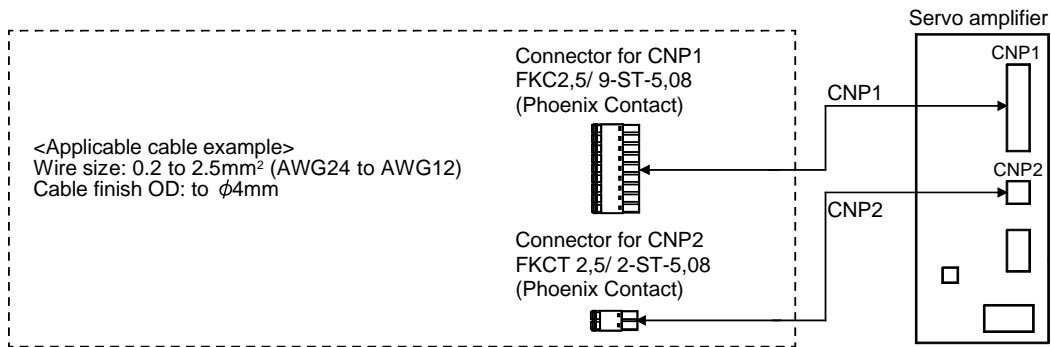 Servo amplifier
Connector for CNP1
FKC2,5/ 9-ST-5,08
(Phoenix Contact)
CNP1
CNP1
<Applicable cable example>
Wire size: 0.2 to 2.5mm² (AWG24 to AWG12)
Cable finish OD: to ϕ4mm
CNP2
CNP2
Connector for CNP2
FKCT 2,5/ 2-ST-5,08
(Phoenix Contact)